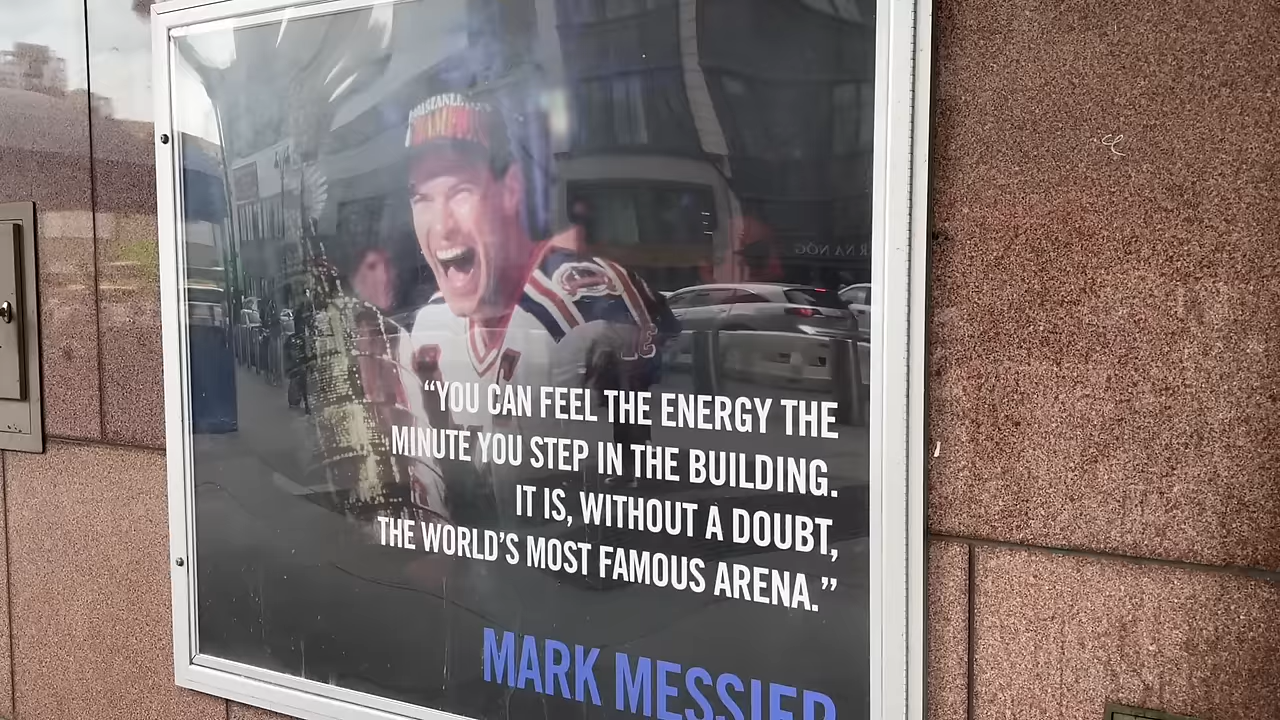 “YOU CAN FEEL THE ENERGY THE
MINUTE YOU STEP IN THE BUILDING.
IT IS, WITHOUT A DOUBT,
THE WORLD’S MOST FAMOUS ARENA.”
MARK MESSIER